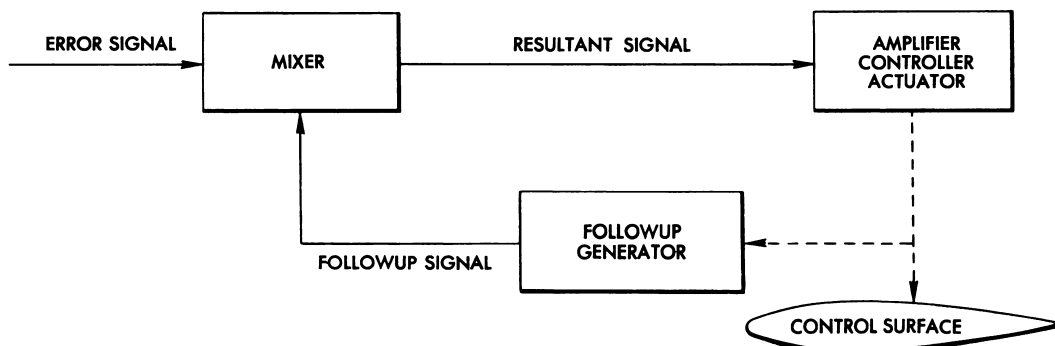 ERROR SIGNAL
MIXER
RESULTANT SIGNAL
AMPLIFIER
CONTROLLER
ACTUATOR
FOLLOWUP
GENERATOR
FOLLOWUP SIGNAL
CONTROL SURFACE